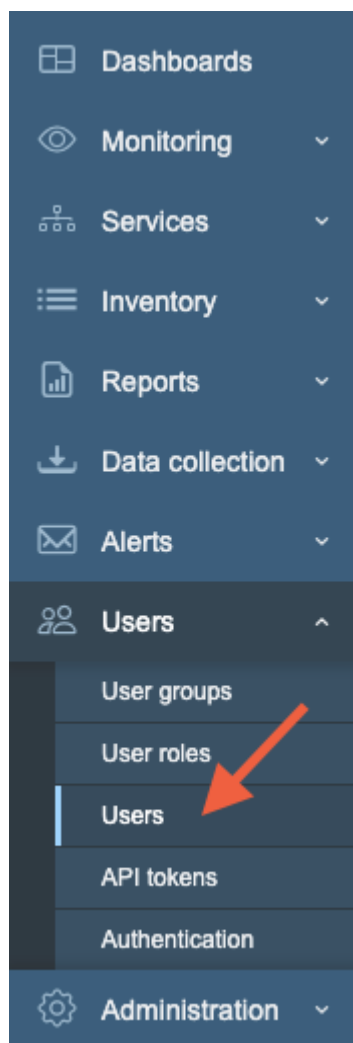 Dashboards
Monitoring
Services
Inventory
Reports
Data collection
Alerts
Users
User groups
User roles
Users
API tokens
Authentication
Administration